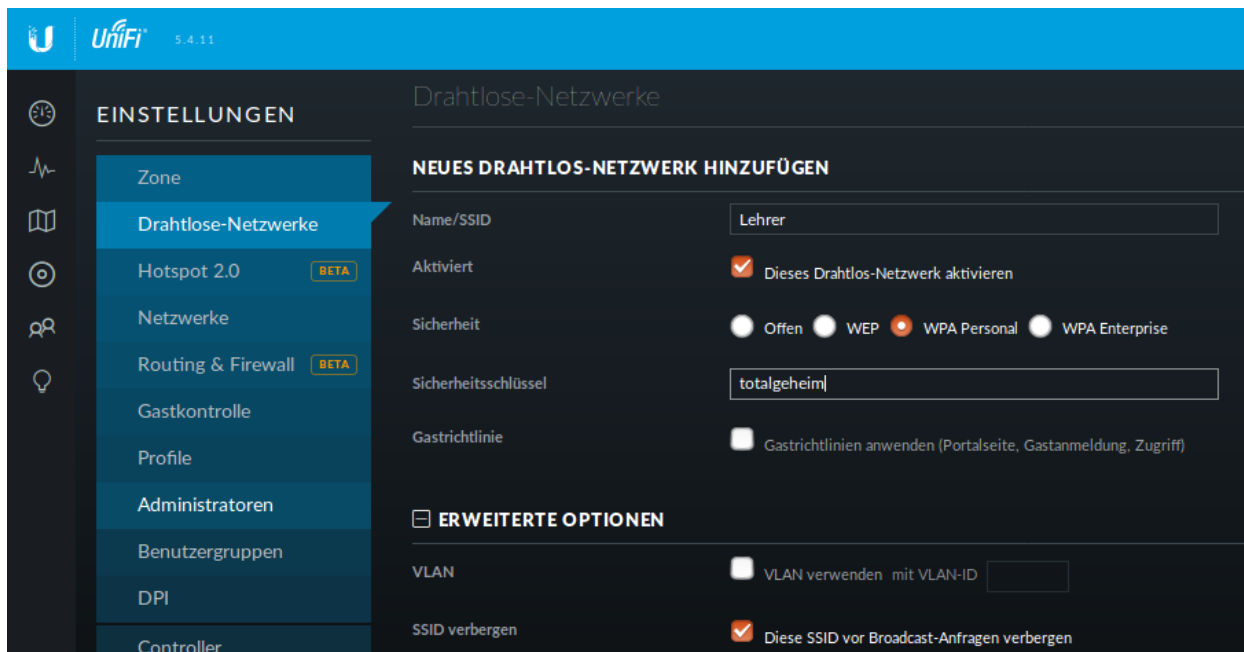 UniFi 5.4.11
EINSTELLUNGEN
Zone
Drahtlose-Netzwerke
Hotspot 2.0 BETA
Netzwerke
Routing & Firewall BETA
Gastkontrolle
Profile
Administratoren
Benutzergruppen
DPI
Controller
Drahtlose-Netzwerke
NEUES DRAHTLOS-NETZWERK HINZUFÜGEN
Name/SSID Lehrer
Aktiviert Dieses Drahtlos-Netzwerk aktivieren
Sicherheit Offen WEP WPA Personal WPA Enterprise
Sicherheitsschlüssel totalgeheim
Gastrichtlinie Gastrichtlinien anwenden (Portalseite, Gastanmeldung, Zugriff)
ERWEITERTE OPTIONEN
VLAN VLAN verwenden mit VLAN-ID
SSID verbergen Diese SSID vor Broadcast-Anfragen verbergen